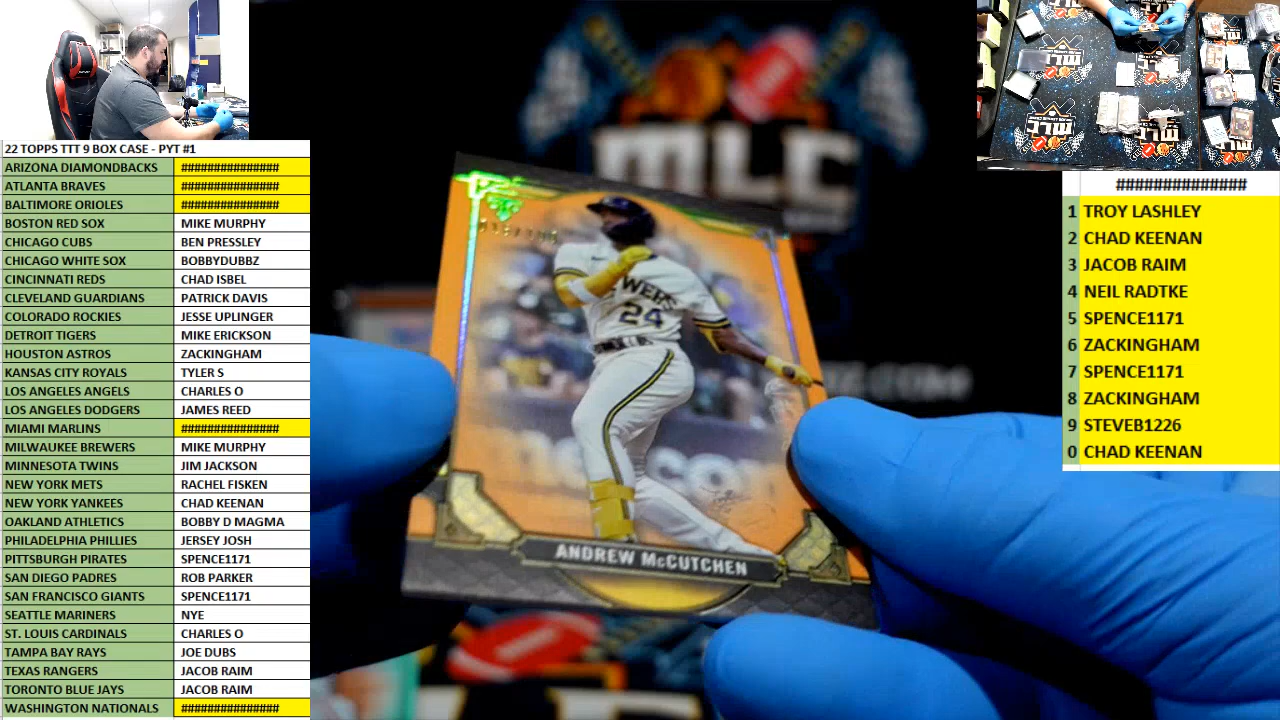 22 TOPPS TTT 9 BOX CASE - PYT #1
ARIZONA DIAMONDBACKS ###############
ATLANTA BRAVES ###############
BALTIMORE ORIOLES ###############
BOSTON RED SOX MIKE MURPHY
CHICAGO CUBS BEN PRESSLEY
CHICAGO WHITE SOX BOBBYDUBBZ
CINCINNATI REDS CHAD ISBEL
CLEVELAND GUARDIANS PATRICK DAVIS
COLORADO ROCKIES JESSE UPLINGER
DETROIT TIGERS MIKE ERICKSON
HOUSTON ASTROS ZACKINGHAM
KANSAS CITY ROYALS TYLER S
LOS ANGELES ANGELS CHARLES O
LOS ANGELES DODGERS JAMES REED
MIAMI MARLINS ###############
MILWAUKEE BREWERS MIKE MURPHY
MINNESOTA TWINS JIM JACKSON
NEW YORK METS RACHEL FISKEN
NEW YORK YANKEES CHAD KEENAN
OAKLAND ATHLETICS BOBBY D MAGMA
PHILADELPHIA PHILLIES JERSEY JOSH
PITTSBURGH PIRATES SPENCE1171
SAN DIEGO PADRES ROB PARKER
SAN FRANCISCO GIANTS SPENCE1171
SEATTLE MARINERS NYE
ST. LOUIS CARDINALS CHARLES O
TAMPA BAY RAYS JOE DUBS
TEXAS RANGERS JACOB RAIM
TORONTO BLUE JAYS JACOB RAIM
WASHINGTON NATIONALS ###############
MLC
WERS
24
ANDREW McCUTCHEN
MLC
MLC
MLC
##############
1 TROY LASHLEY
2 CHAD KEENAN
3 JACOB RAIM
4 NEIL RADTKE
5 SPENCE1171
6 ZACKINGHAM
7 SPENCE1171
8 ZACKINGHAM
9 STEVEB1226
0 CHAD KEENAN